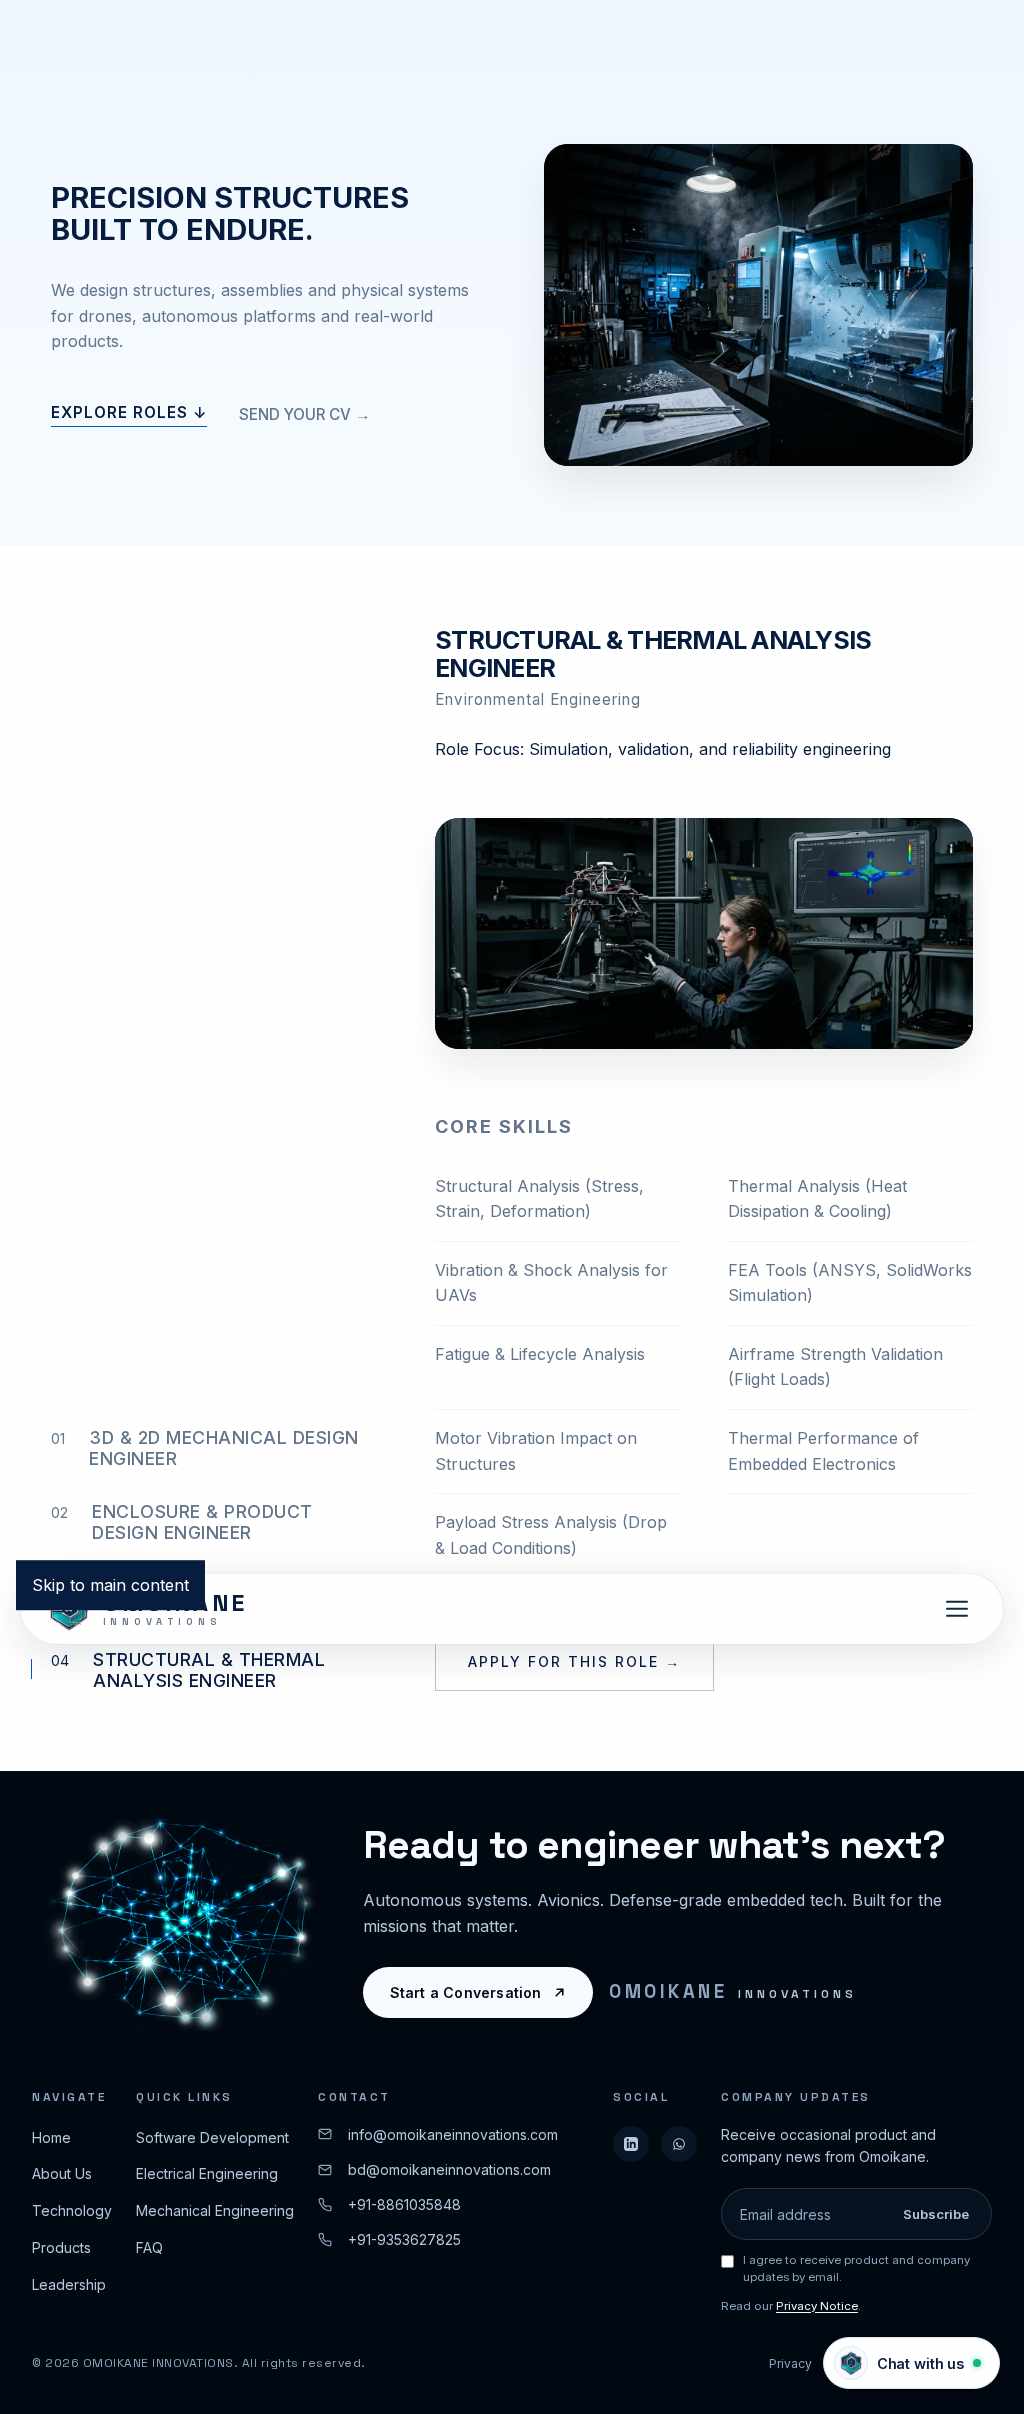 PRECISION STRUCTURES
BUILT TO ENDURE.
We design structures, assemblies and physical systems
for drones, autonomous platforms and real-world
products.
EXPLORE ROLES ↓
SEND YOUR CV →
STRUCTURAL & THERMAL ANALYSIS
ENGINEER
Environmental Engineering
Role Focus: Simulation, validation, and reliability engineering
CORE SKILLS
Structural Analysis (Stress,
Strain, Deformation)
Thermal Analysis (Heat
Dissipation & Cooling)
Vibration & Shock Analysis for
UAVs
FEA Tools (ANSYS, SolidWorks
Simulation)
Fatigue & Lifecycle Analysis
Airframe Strength Validation
(Flight Loads)
Motor Vibration Impact on
Structures
Thermal Performance of
Embedded Electronics
Payload Stress Analysis (Drop
& Load Conditions)
01 3D & 2D MECHANICAL DESIGN
ENGINEER
02 ENCLOSURE & PRODUCT
DESIGN ENGINEER
Skip to main content
INNOVATIONS
04 STRUCTURAL & THERMAL
ANALYSIS ENGINEER
APPLY FOR THIS ROLE →
Ready to engineer what's next?
Autonomous systems. Avionics. Defense-grade embedded tech. Built for the
missions that matter.
Start a Conversation ↗
OMOIKANE INNOVATIONS
NAVIGATE
Home
About Us
Technology
Products
Leadership
QUICK LINKS
Software Development
Electrical Engineering
Mechanical Engineering
FAQ
CONTACT
info@omoikaneinnovations.com
bd@omoikaneinnovations.com
+91-8861035848
+91-9353627825
SOCIAL
COMPANY UPDATES
Receive occasional product and
company news from Omoikane.
Email address
Subscribe
I agree to receive product and company
updates by email.
Read our Privacy Notice.
© 2026 OMOIKANE INNOVATIONS. All rights reserved.
Privacy
Chat with us